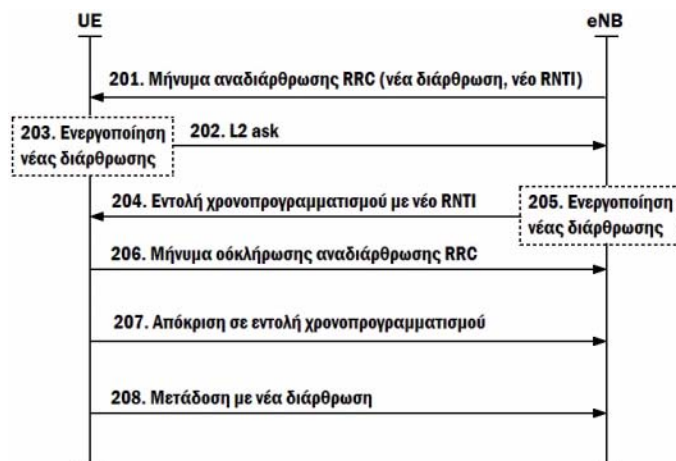 UE
eNB
201. Μήνυμα αναδιάρθρωσης RRC (νέα διάρθρωση, νέο RNTI)
203. Ενεργοποίηση
νέας διάρθρωσης
202. L2 ask
204. Εντολή χρονοπρογραμματισμού με νέο RNTI
205. Ενεργοποίηση
νέας διάρθρωσης
206. Μήνυμα οόκλήρωσης αναδιάρθρωσης RRC
207. Απόκριση σε εντολή χρονοπρογραμματισμού
208. Μετάδοση με νέα διάρθρωση